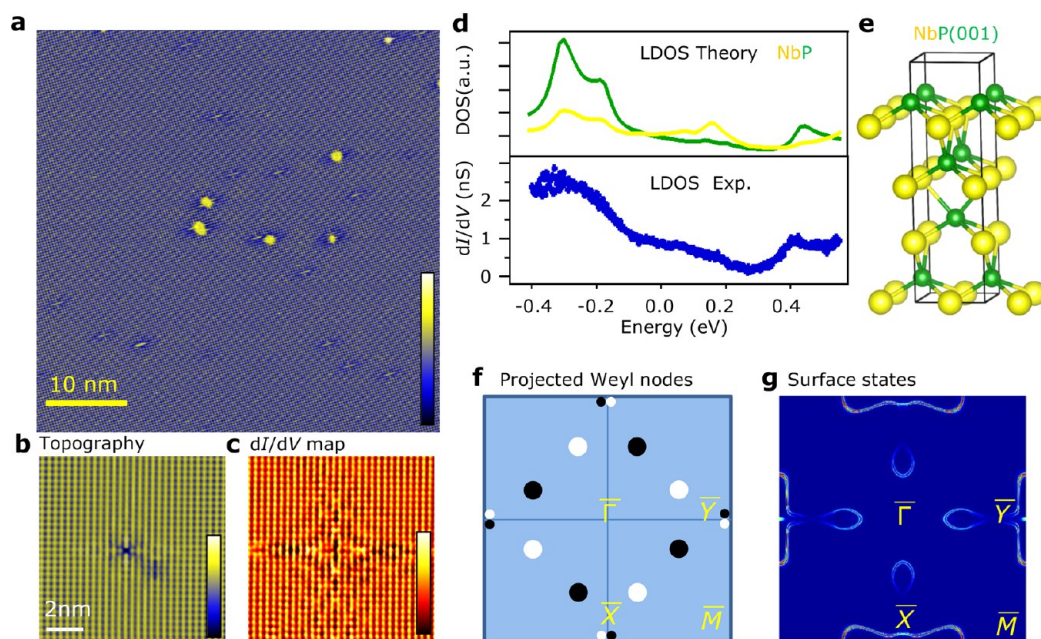 a
10 nm
b Topography
2nm
c dI/dV map
d
LDOS Theory NbP
DOS(a.u.)
LDOS Exp.
dI/dV (nS)
2
1
0
-0.4 -0.2 0.0 0.2 0.4
Energy (eV)
e
NbP(001)
f Projected Weyl nodes
Γ̅
Y̅
X̅
M̅
g Surface states
Γ̅
Y̅
X̅
M̅